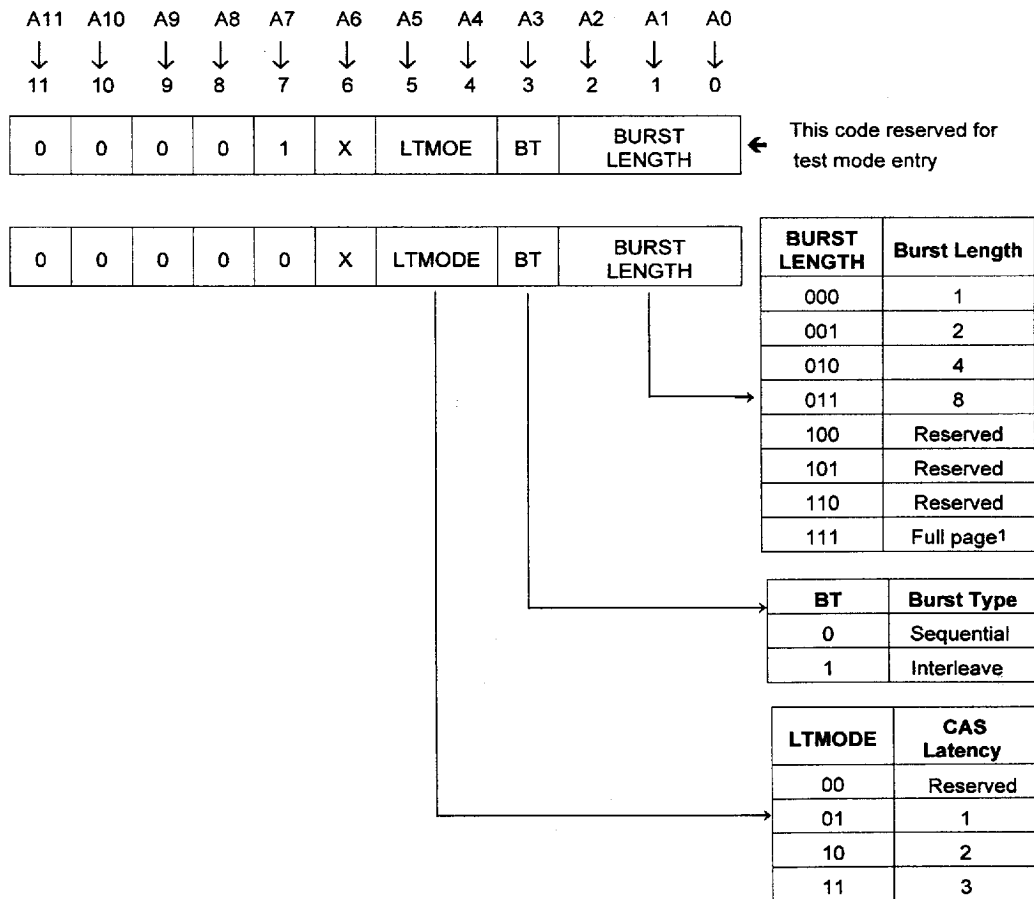 A11 A10 A9 A8 A7 A6 A5 A4 A3 A2 A1 A0
11 10 9 8 7 6 5 4 3 2 1 0
0 0 0 0 1 X LTMOE BT BURST LENGTH
This code reserved for
test mode entry
0 0 0 0 0 X LTMODE BT BURST LENGTH
BURST LENGTH Burst Length
000 1
001 2
010 4
011 8
100 Reserved
101 Reserved
110 Reserved
111 Full page1
BT Burst Type
0 Sequential
1 Interleave
LTMODE CAS Latency
00 Reserved
01 1
10 2
11 3